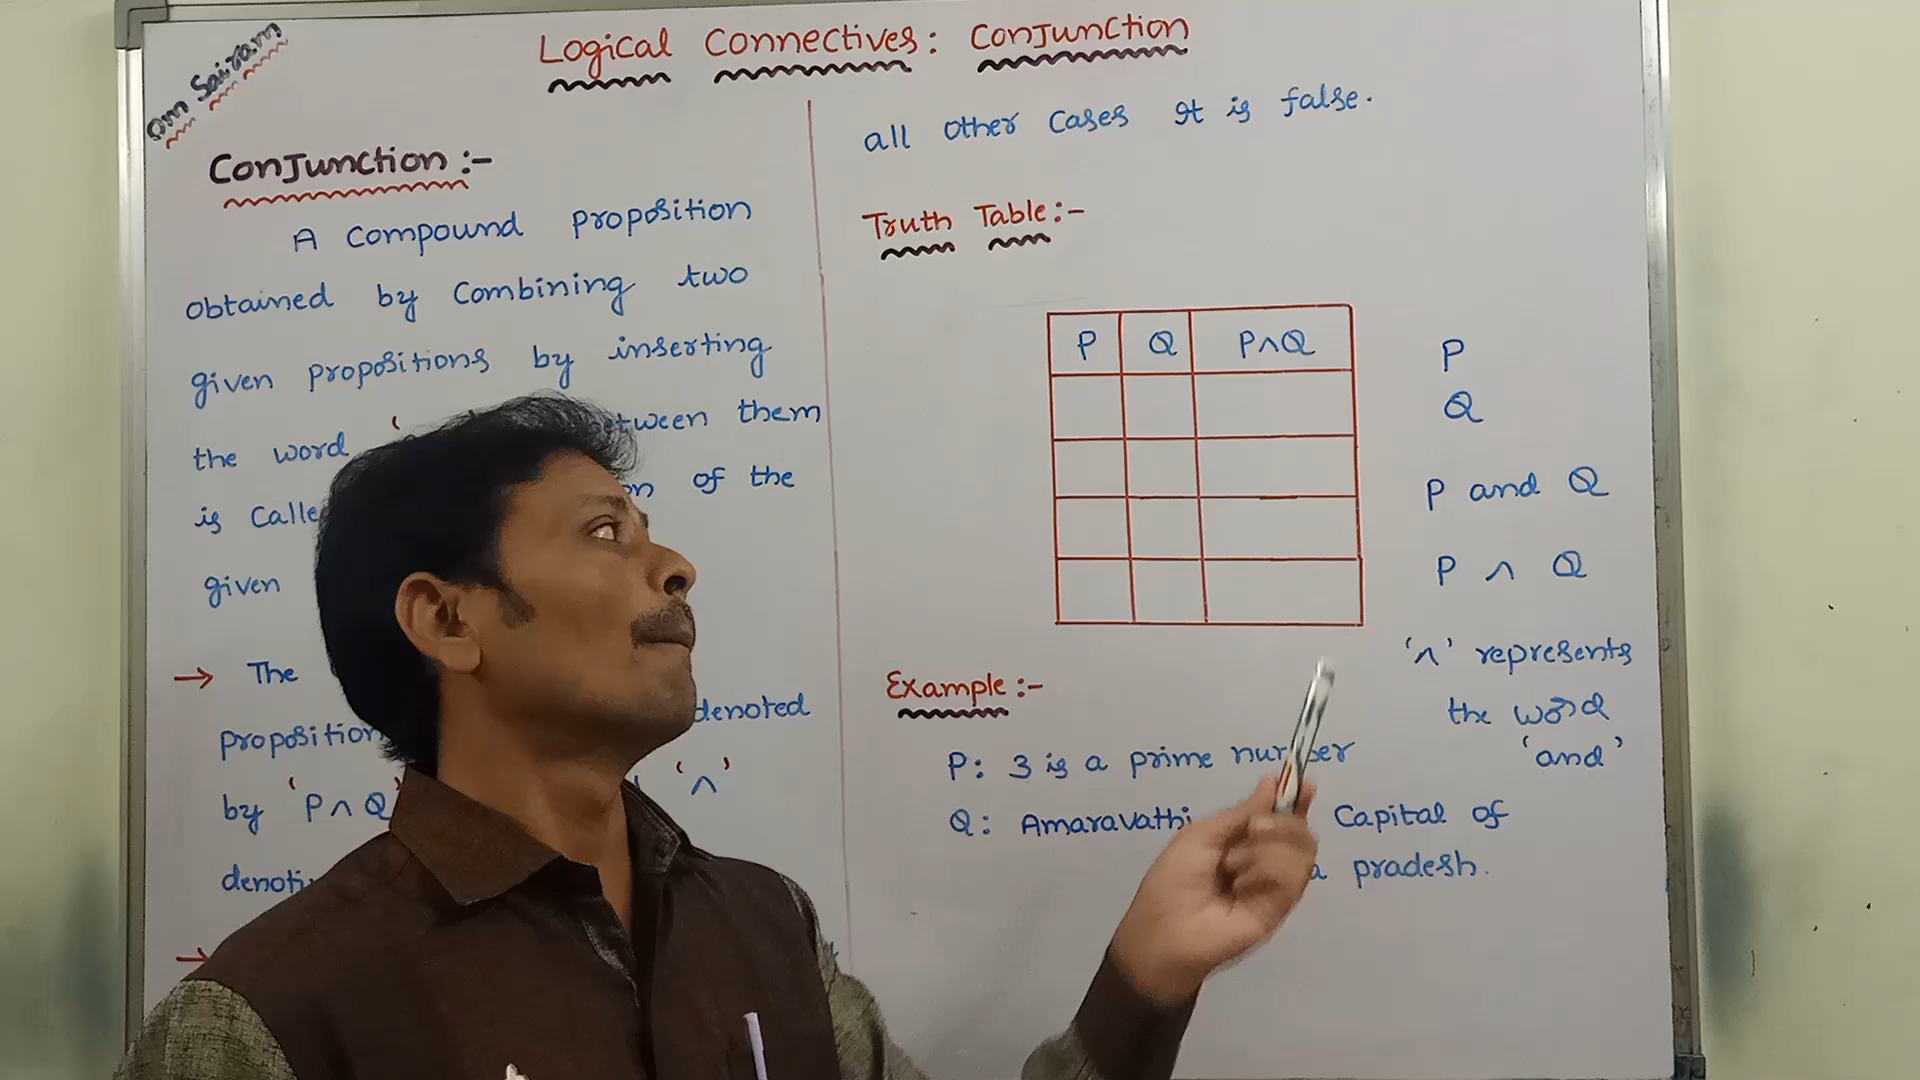 Om Sairam
Logical Connectives: Conjunction
Conjunction :-
A compound proposition
obtained by combining two
given propositions by inserting
the word ' between them
is of the
given
→ The
proposition denoted
by 'P∧Q' '∧'
→
all other cases It is false.
Truth Table:-
P Q P∧Q
P
Q
P and Q
P ∧ Q
'∧' represents
the word
'and'
Example :-
P: 3 is a prime number
Q: Amaravathi Capital of
pradesh.